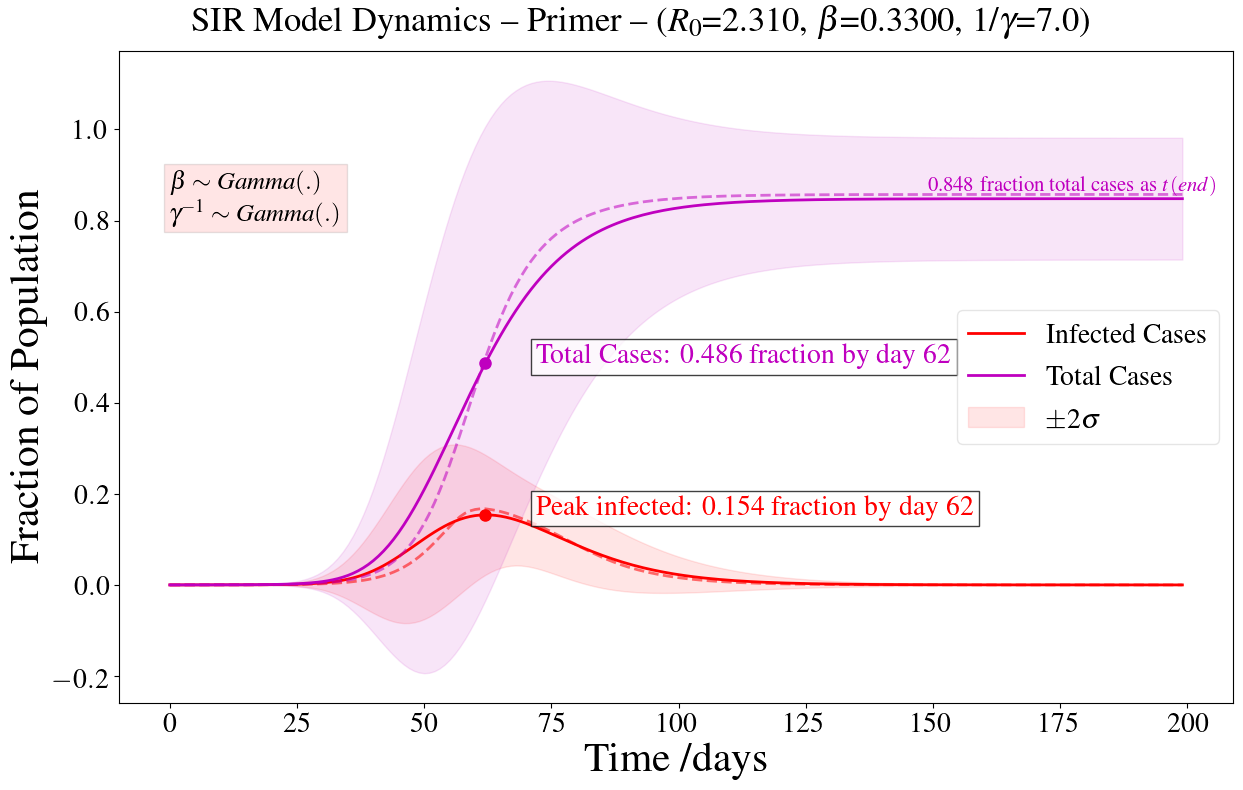 SIR Model Dynamics – Primer – (R₀=2.310, β=0.3300, 1/γ=7.0)
Fraction of Population
1.0
0.8
0.6
0.4
0.2
0.0
−0.2
β ~ Gamma(.)
γ⁻¹ ~ Gamma(.)
0.848 fraction total cases as t(end)
Total Cases: 0.486 fraction by day 62
Peak infected: 0.154 fraction by day 62
Infected Cases
Total Cases
±2σ
0 25 50 75 100 125 150 175 200
Time /days